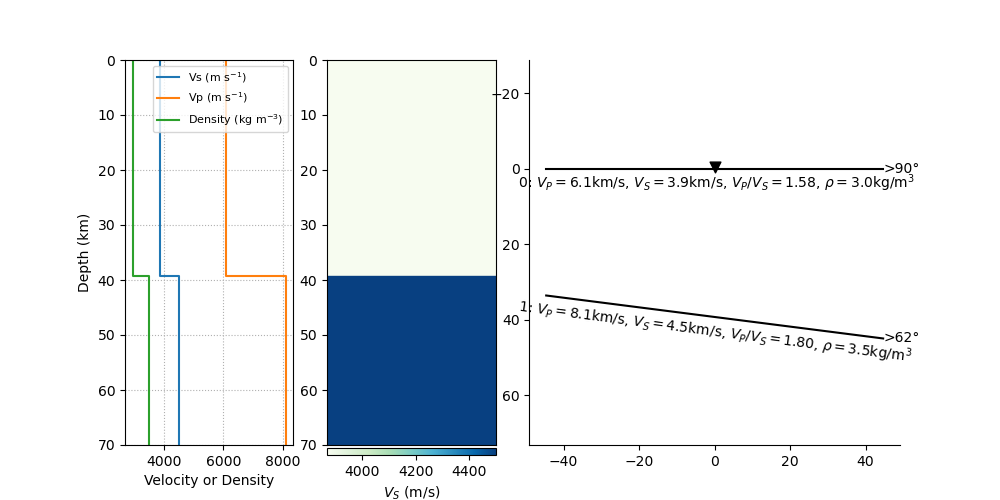 0
10
20
30
40
50
60
70
Depth (km)
4000 6000 8000
Velocity or Density
Vs (m s⁻¹)
Vp (m s⁻¹)
Density (kg m⁻³)
0
10
20
30
40
50
60
70
4000 4200 4400
V_S (m/s)
−20
0
20
40
60
−40 −20 0 20 40
>90°
0: V_P = 6.1km/s, V_S = 3.9km/s, V_P/V_S = 1.58, ρ = 3.0kg/m³
>62°
1: V_P = 8.1km/s, V_S = 4.5km/s, V_P/V_S = 1.80, ρ = 3.5kg/m³